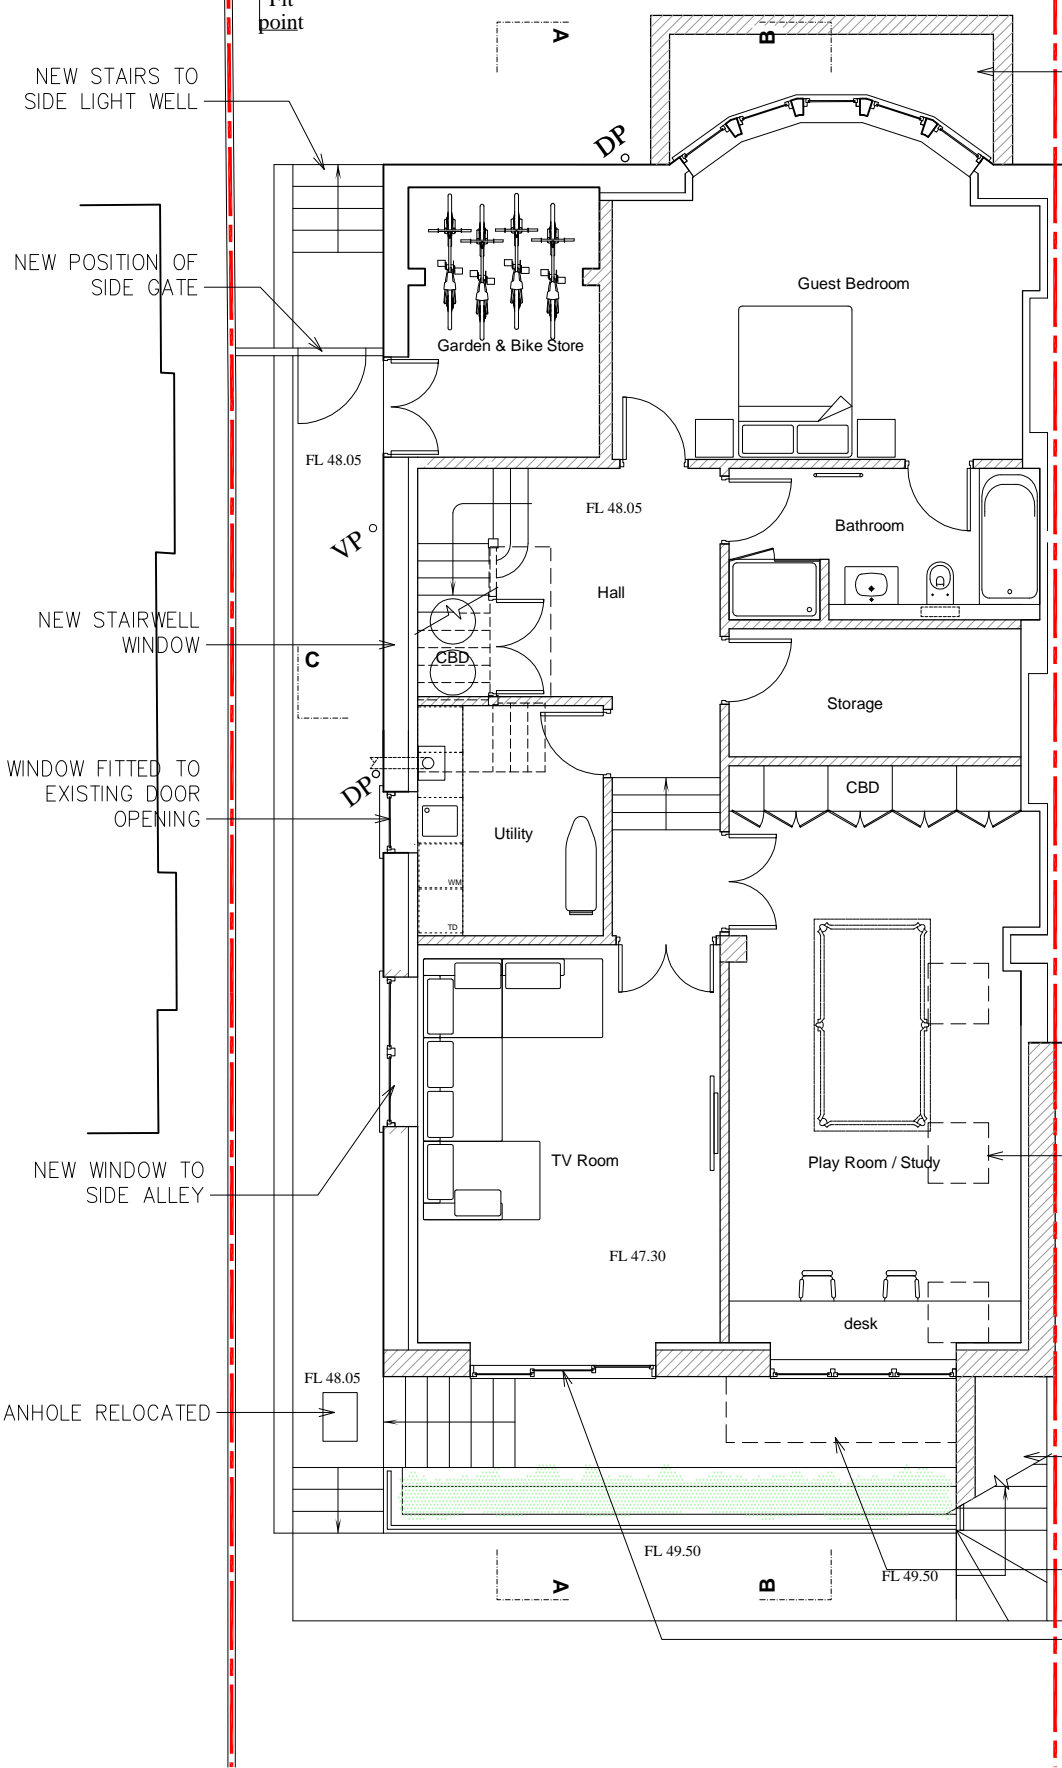 Fit
point
A
B
NEW STAIRS TO
SIDE LIGHT WELL
DP
NEW POSITION OF
SIDE GATE
Guest Bedroom
Garden & Bike Store
FL 48.05
FL 48.05
Bathroom
VP
Hall
NEW STAIRWELL
WINDOW
C
CBD
Storage
WINDOW FITTED TO
EXISTING DOOR
OPENING
DP
CBD
Utility
WM
TD
TV Room
Play Room / Study
NEW WINDOW TO
SIDE ALLEY
FL 47.30
desk
FL 48.05
ANHOLE RELOCATED
FL 49.50
FL 49.50
A
B